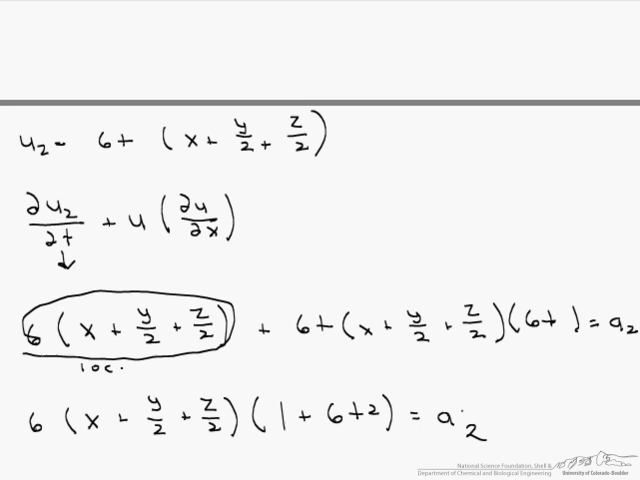 u₂ = 6t (x + y/2 + z/2)
∂u₂/∂t + u (∂u/∂x)
↓
6 (x + y/2 + z/2) + 6t (x + y/2 + z/2)(6t) = a₂
loc.
6 (x + y/2 + z/2)(1 + 6t²) = a₂
National Science Foundation, Shell &
Department of Chemical and Biological Engineering
University of Colorado-Boulder